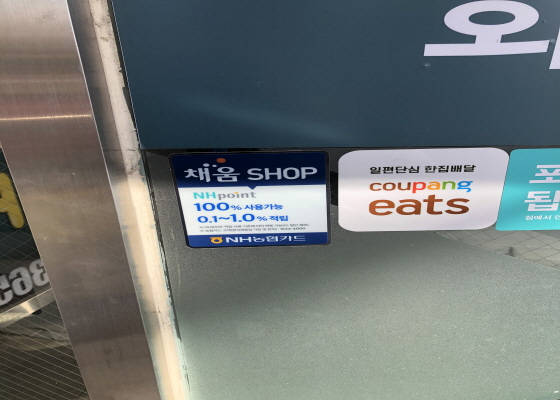 외
채움 SHOP
NHpoint
100% 사용가능
0.1~1.0% 적립
NH농협카드
일편단심 한집배달
coupang
eats
포
됩